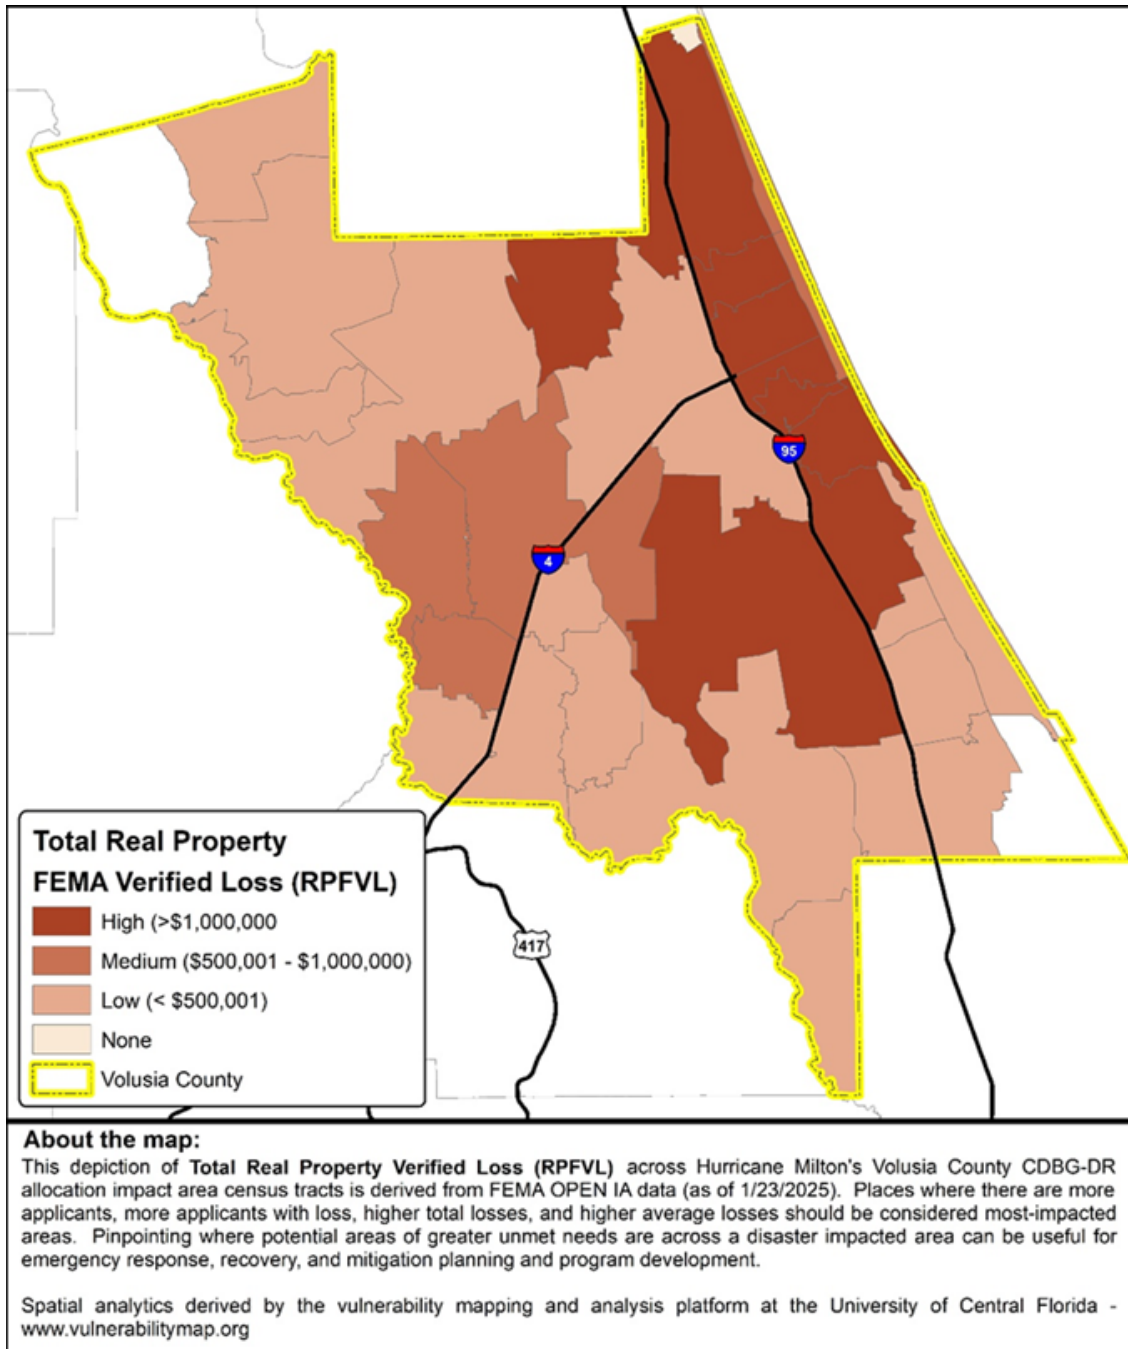 95
4
417
Total Real Property
FEMA Verified Loss (RPFVL)
High (>$1,000,000
Medium ($500,001 - $1,000,000)
Low (< $500,001)
None
Volusia County
About the map:
This depiction of Total Real Property Verified Loss (RPFVL) across Hurricane Milton's Volusia County CDBG-DR
allocation impact area census tracts is derived from FEMA OPEN IA data (as of 1/23/2025). Places where there are more
applicants, more applicants with loss, higher total losses, and higher average losses should be considered most-impacted
areas. Pinpointing where potential areas of greater unmet needs are across a disaster impacted area can be useful for
emergency response, recovery, and mitigation planning and program development.
Spatial analytics derived by the vulnerability mapping and analysis platform at the University of Central Florida -
www.vulnerabilitymap.org